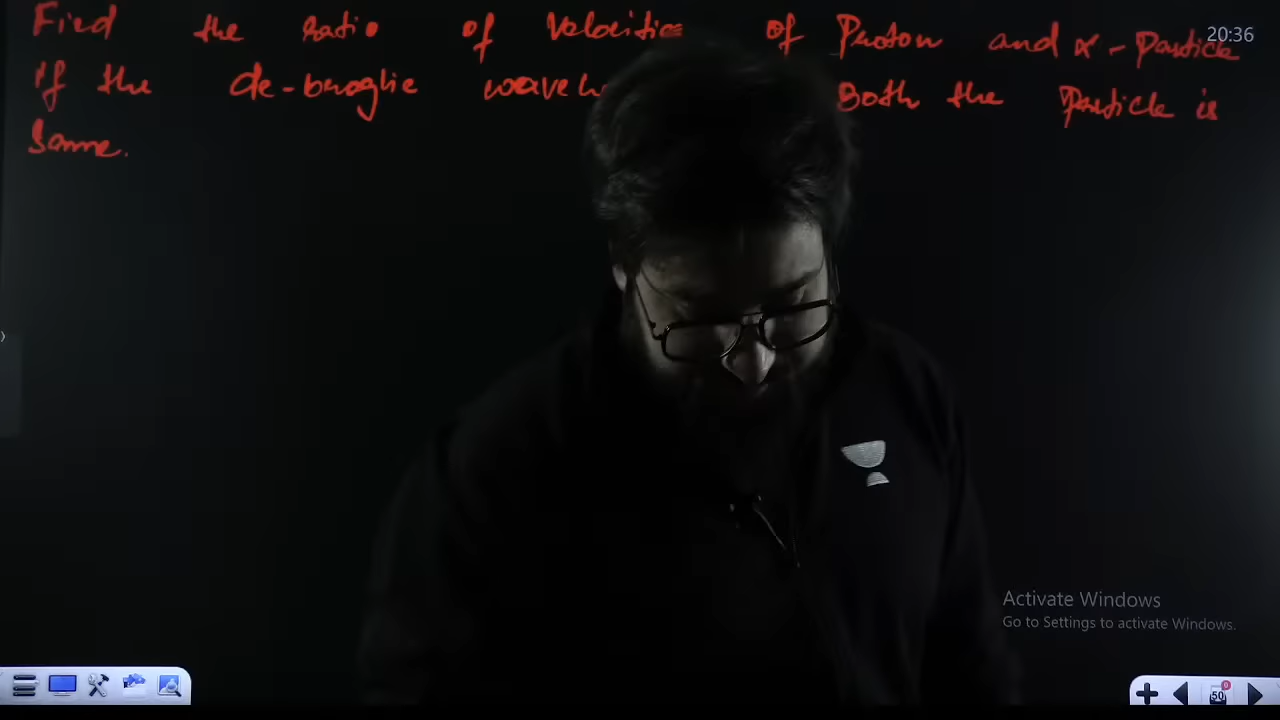 Find the ratio of Velocities of Proton and α-Particle
20:36
if the de-broglie Both the Particle is
Same.
Activate Windows
Go to Settings to activate Windows.
50